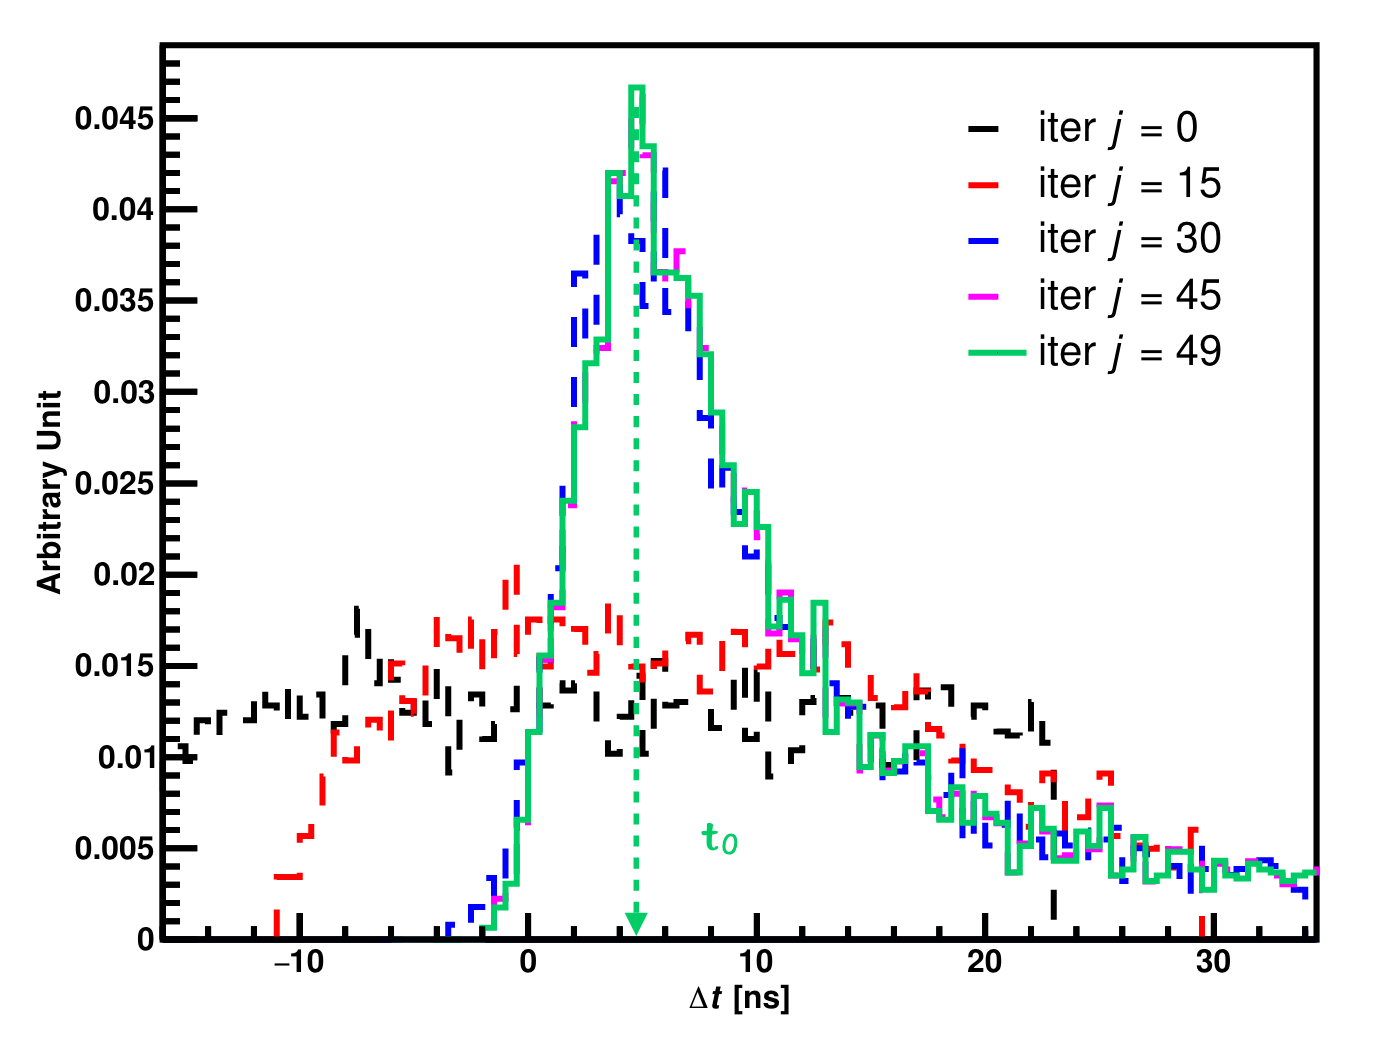 0.045
0.04
0.035
0.03
0.025
0.02
0.015
0.01
0.005
0
Arbitrary Unit
iter j = 0
iter j = 15
iter j = 30
iter j = 45
iter j = 49
t0
−10 0 10 20 30
Δt [ns]